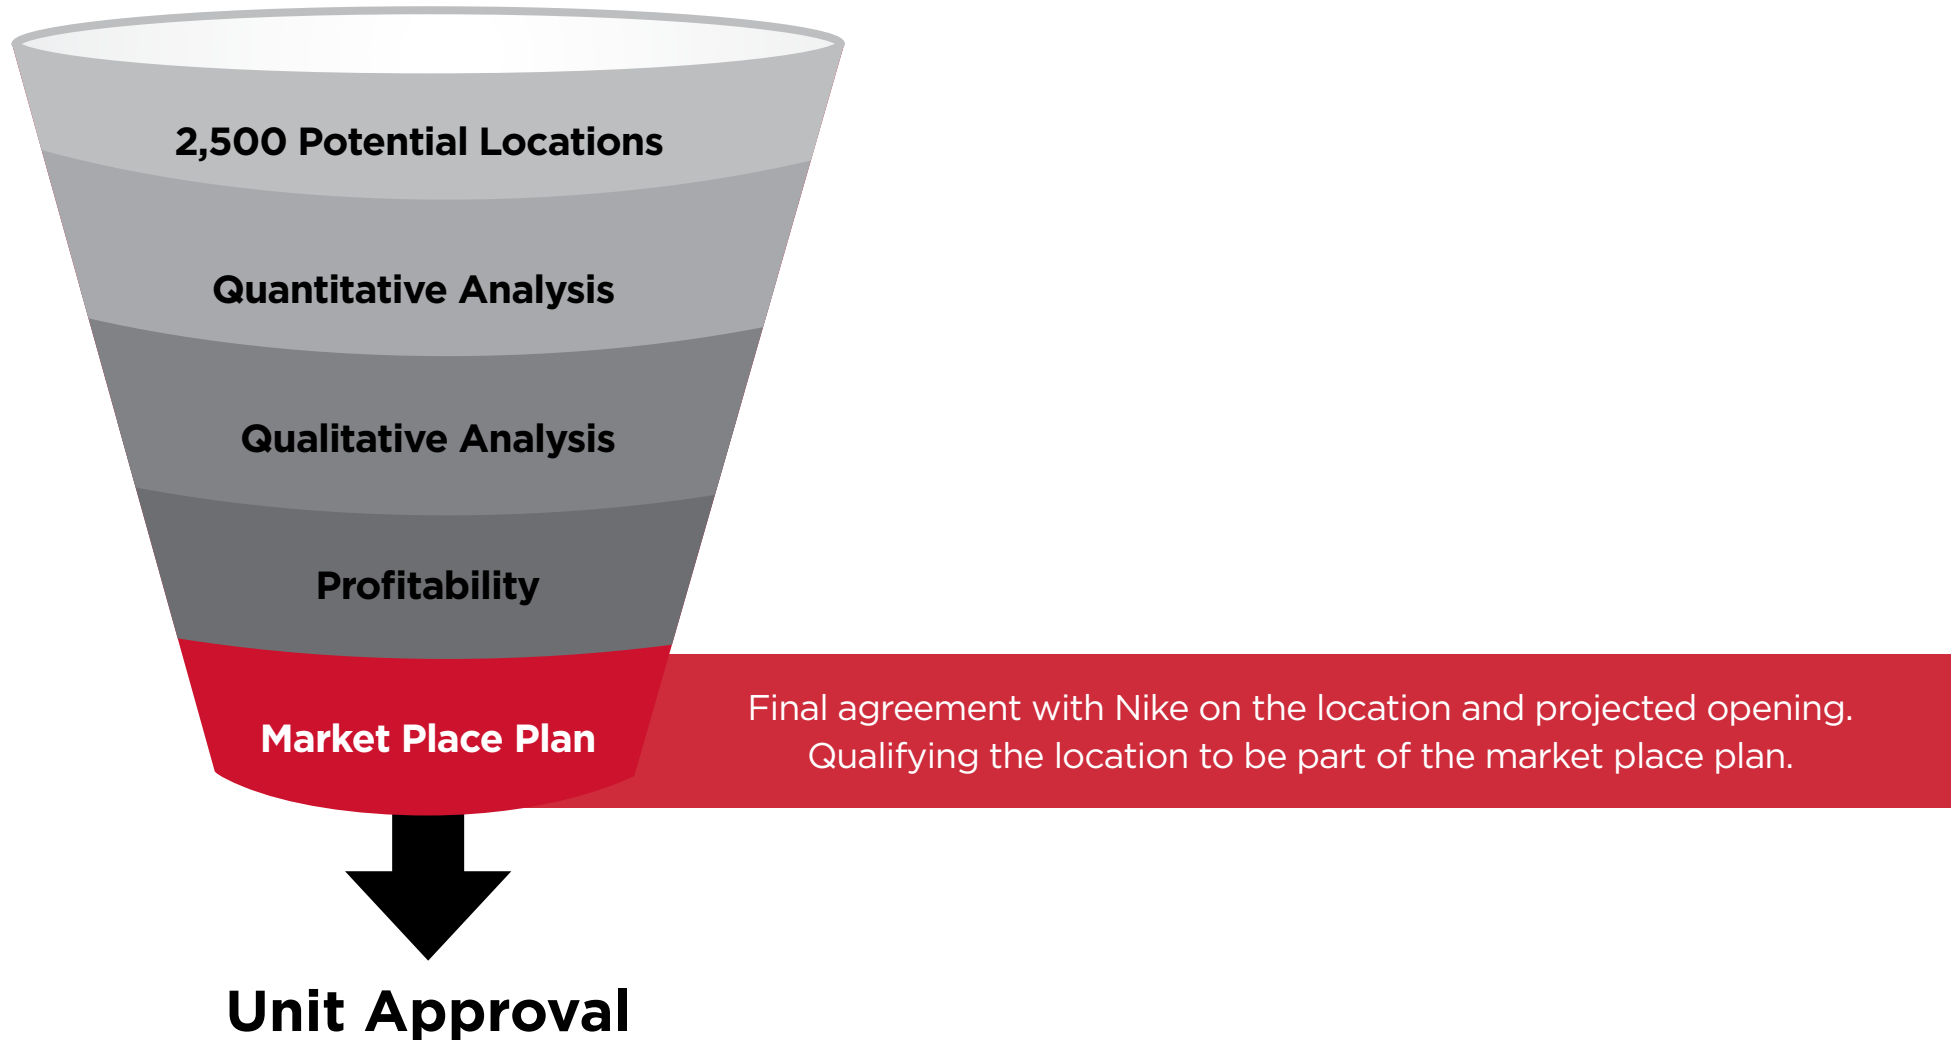 2,500 Potential Locations
Quantitative Analysis
Qualitative Analysis
Profitability
Market Place Plan
Final agreement with Nike on the location and projected opening.
Qualifying the location to be part of the market place plan.
Unit Approval